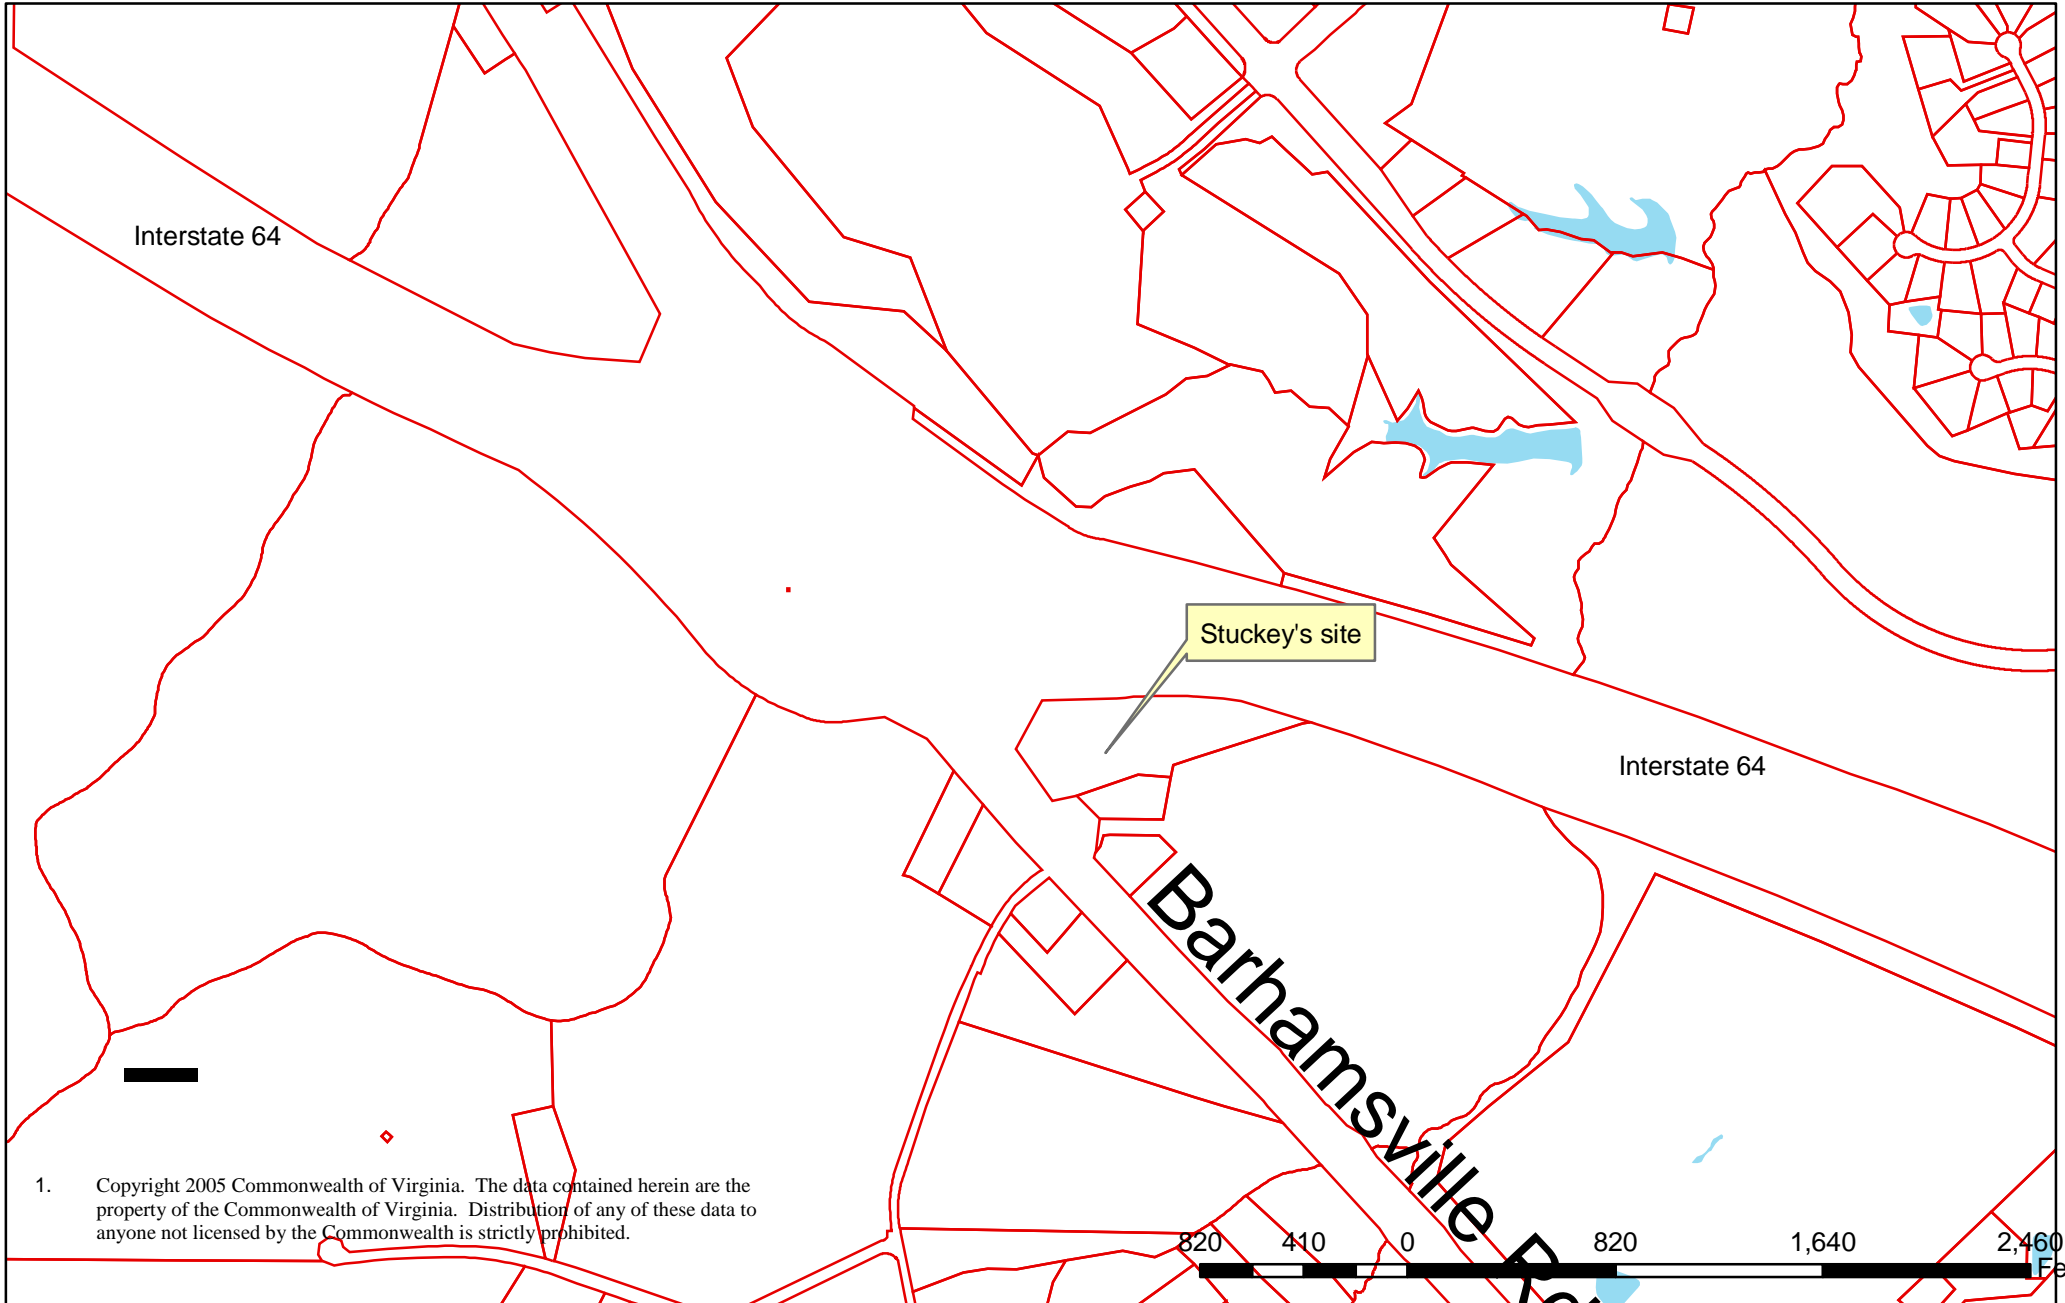 Interstate 64
Stuckey's site
Interstate 64
Barhamsville
1. Copyright 2005 Commonwealth of Virginia. The data contained herein are the
property of the Commonwealth of Virginia. Distribution of any of these data to
anyone not licensed by the Commonwealth is strictly prohibited.
820 410 0 820 1,640 2,460